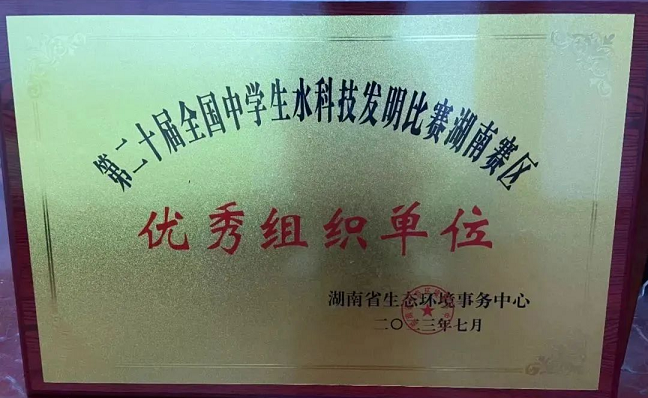 第二十届全国中学生水科技发明比赛湖南赛区
优秀组织单位
湖南省生态环境事务中心
二〇二三年七月